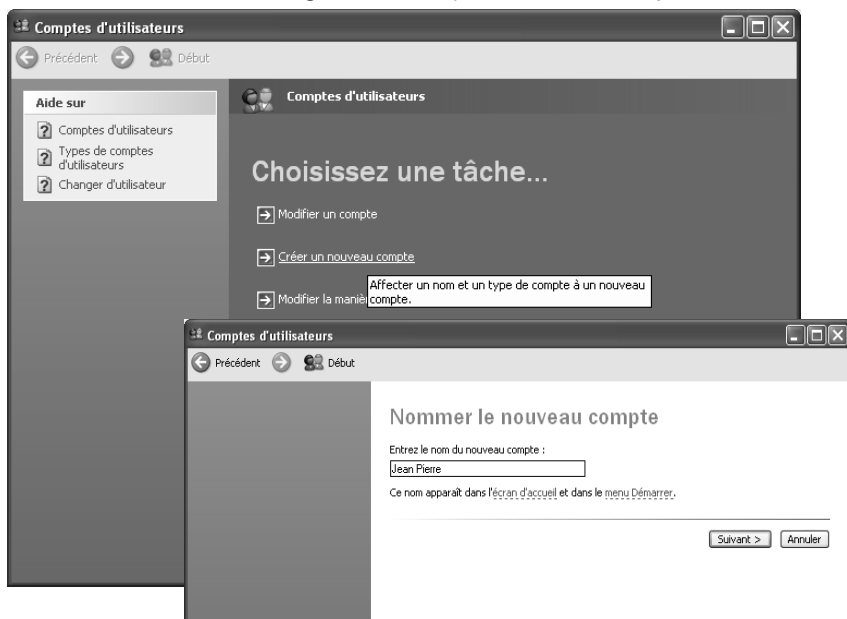 Comptes d'utilisateurs
Précédent
Début
Aide sur
Comptes d'utilisateurs
Types de comptes
d'utilisateurs
Changer d'utilisateur
Comptes d'utilisateurs
Choisissez une tâche...
Modifier un compte
Créer un nouveau compte
Affecter un nom et un type de compte à un nouveau
compte.
Modifier la maniè
Comptes d'utilisateurs
Précédent
Début
Nommer le nouveau compte
Entrez le nom du nouveau compte :
Jean Pierre
Ce nom apparaît dans l'écran d'accueil et dans le menu Démarrer.
Suivant >
Annuler